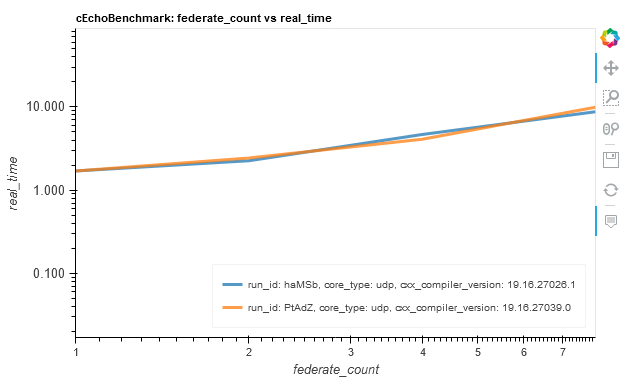 cEchoBenchmark: federate_count vs real_time
10.000
1.000
0.100
real_time
run_id: haMSb, core_type: udp, cxx_compiler_version: 19.16.27026.1
run_id: PtAdZ, core_type: udp, cxx_compiler_version: 19.16.27039.0
1 2 3 4 5 6 7
federate_count